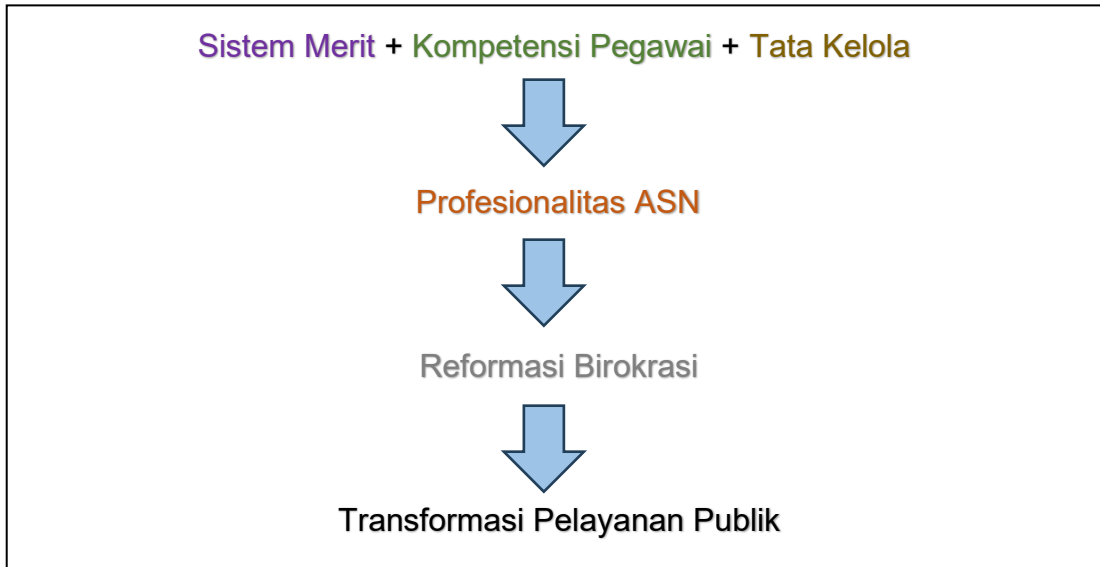 Sistem Merit + Kompetensi Pegawai + Tata Kelola
Profesionalitas ASN
Reformasi Birokrasi
Transformasi Pelayanan Publik